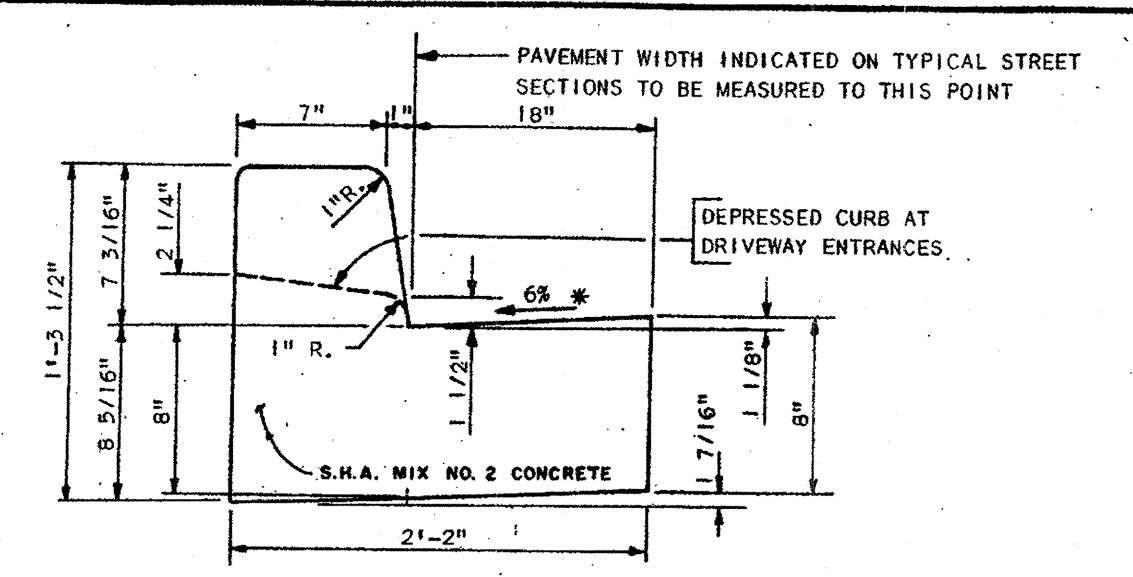 PAVEMENT WIDTH INDICATED ON TYPICAL STREET
SECTIONS TO BE MEASURED TO THIS POINT
7"
1"
18"
1"R.
DEPRESSED CURB AT
DRIVEWAY ENTRANCES.
2 1/4"
7 3/16"
1'-3 1/2"
6% *
1" R.
1 1/2"
1 1/8"
8 5/16"
8"
8"
1 7/16"
S.H.A. MIX NO. 2 CONCRETE
2'-2"